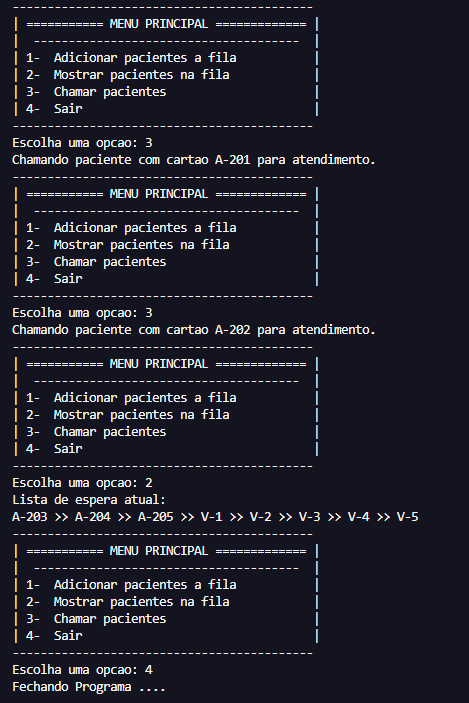 -------------------------------------------
| =========== MENU PRINCIPAL ============= |
|  --------------------------------------  |
| 1-  Adicionar pacientes a fila           |
| 2-  Mostrar pacientes na fila            |
| 3-  Chamar pacientes                     |
| 4-  Sair                                 |
-------------------------------------------
Escolha uma opcao: 3
Chamando paciente com cartao A-201 para atendimento.
-------------------------------------------
| =========== MENU PRINCIPAL ============= |
|  --------------------------------------  |
| 1-  Adicionar pacientes a fila           |
| 2-  Mostrar pacientes na fila            |
| 3-  Chamar pacientes                     |
| 4-  Sair                                 |
-------------------------------------------
Escolha uma opcao: 3
Chamando paciente com cartao A-202 para atendimento.
-------------------------------------------
| =========== MENU PRINCIPAL ============= |
|  --------------------------------------  |
| 1-  Adicionar pacientes a fila           |
| 2-  Mostrar pacientes na fila            |
| 3-  Chamar pacientes                     |
| 4-  Sair                                 |
-------------------------------------------
Escolha uma opcao: 2
Lista de espera atual:
A-203 >> A-204 >> A-205 >> V-1 >> V-2 >> V-3 >> V-4 >> V-5
-------------------------------------------
| =========== MENU PRINCIPAL ============= |
|  --------------------------------------  |
| 1-  Adicionar pacientes a fila           |
| 2-  Mostrar pacientes na fila            |
| 3-  Chamar pacientes                     |
| 4-  Sair                                 |
-------------------------------------------
Escolha uma opcao: 4
Fechando Programa ....